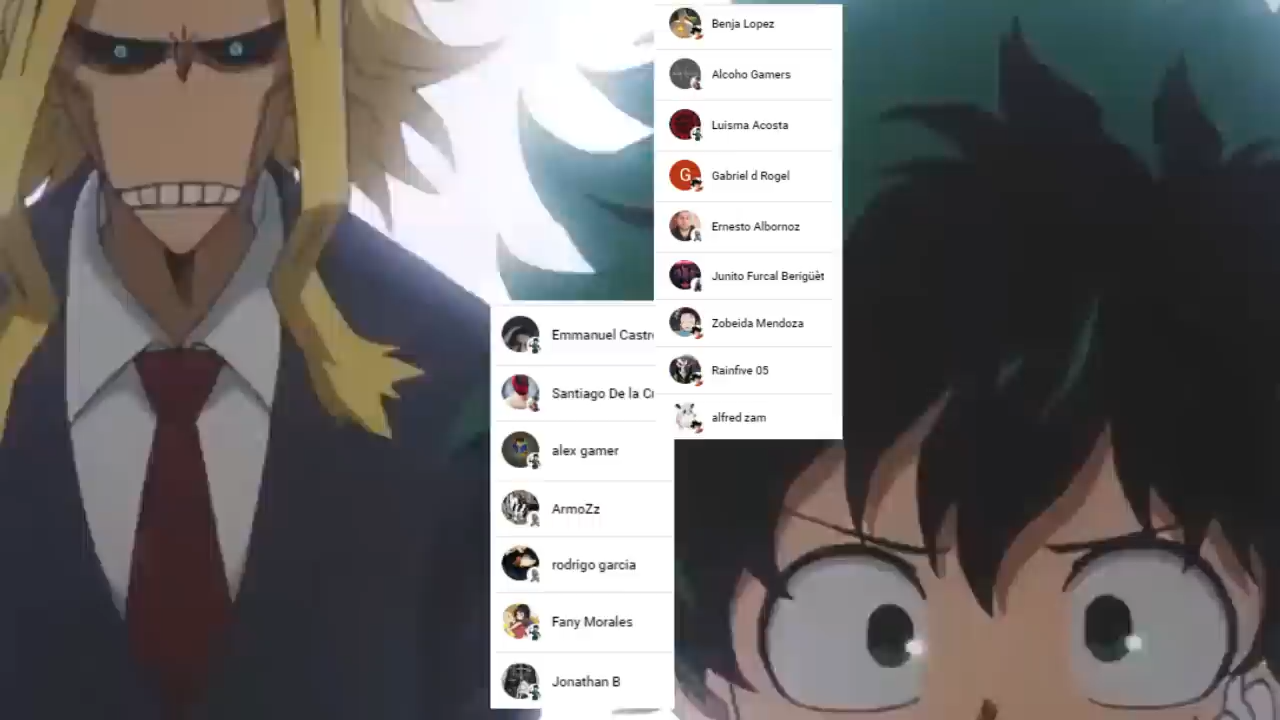 Benja Lopez
Alcoho Gamers
Luisma Acosta
G
Gabriel d Rogel
Ernesto Albornoz
Junito Furcal Berigüèt
Zobeida Mendoza
Rainfive 05
alfred zam
Emmanuel Castr
Santiago De la C
alex gamer
ArmoZz
rodrigo garcia
Fany Morales
Jonathan B